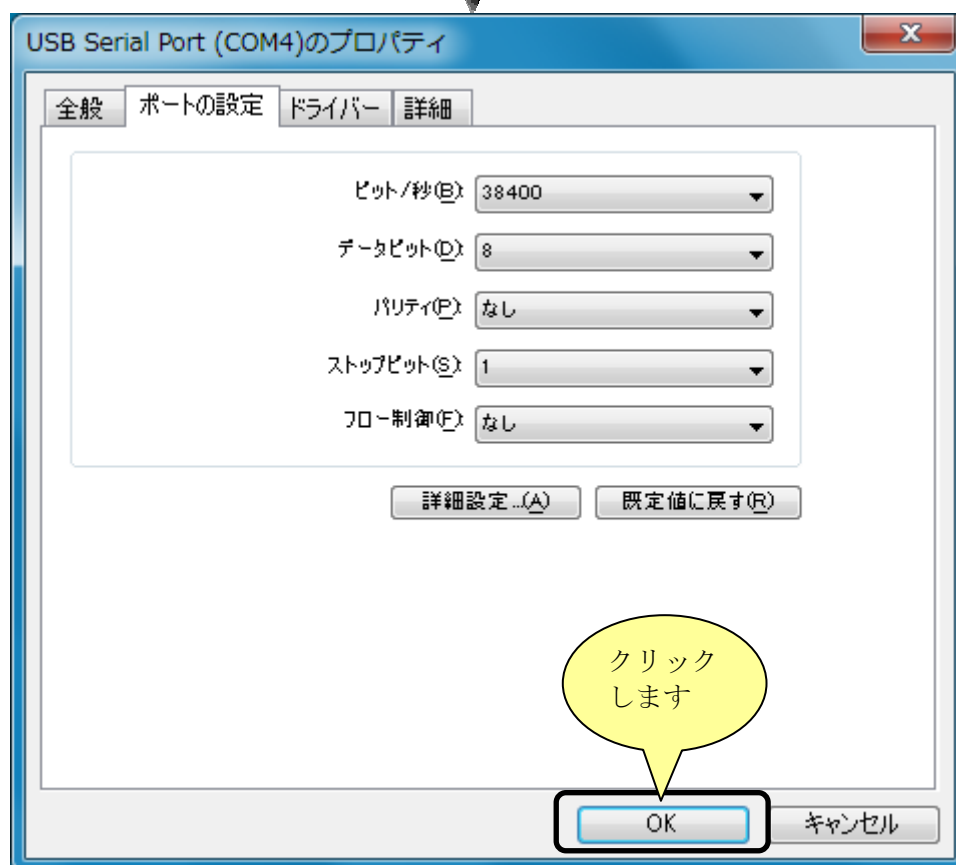 USB Serial Port (COM4)のプロパティ
全般 ポートの設定 ドライバー 詳細
ビット/秒(B): 38400
データ ビット(D): 8
パリティ(P): なし
ストップ ビット(S): 1
フロー制御(F): なし
詳細設定...(A) 既定値に戻す(R)
クリック
します
OK キャンセル